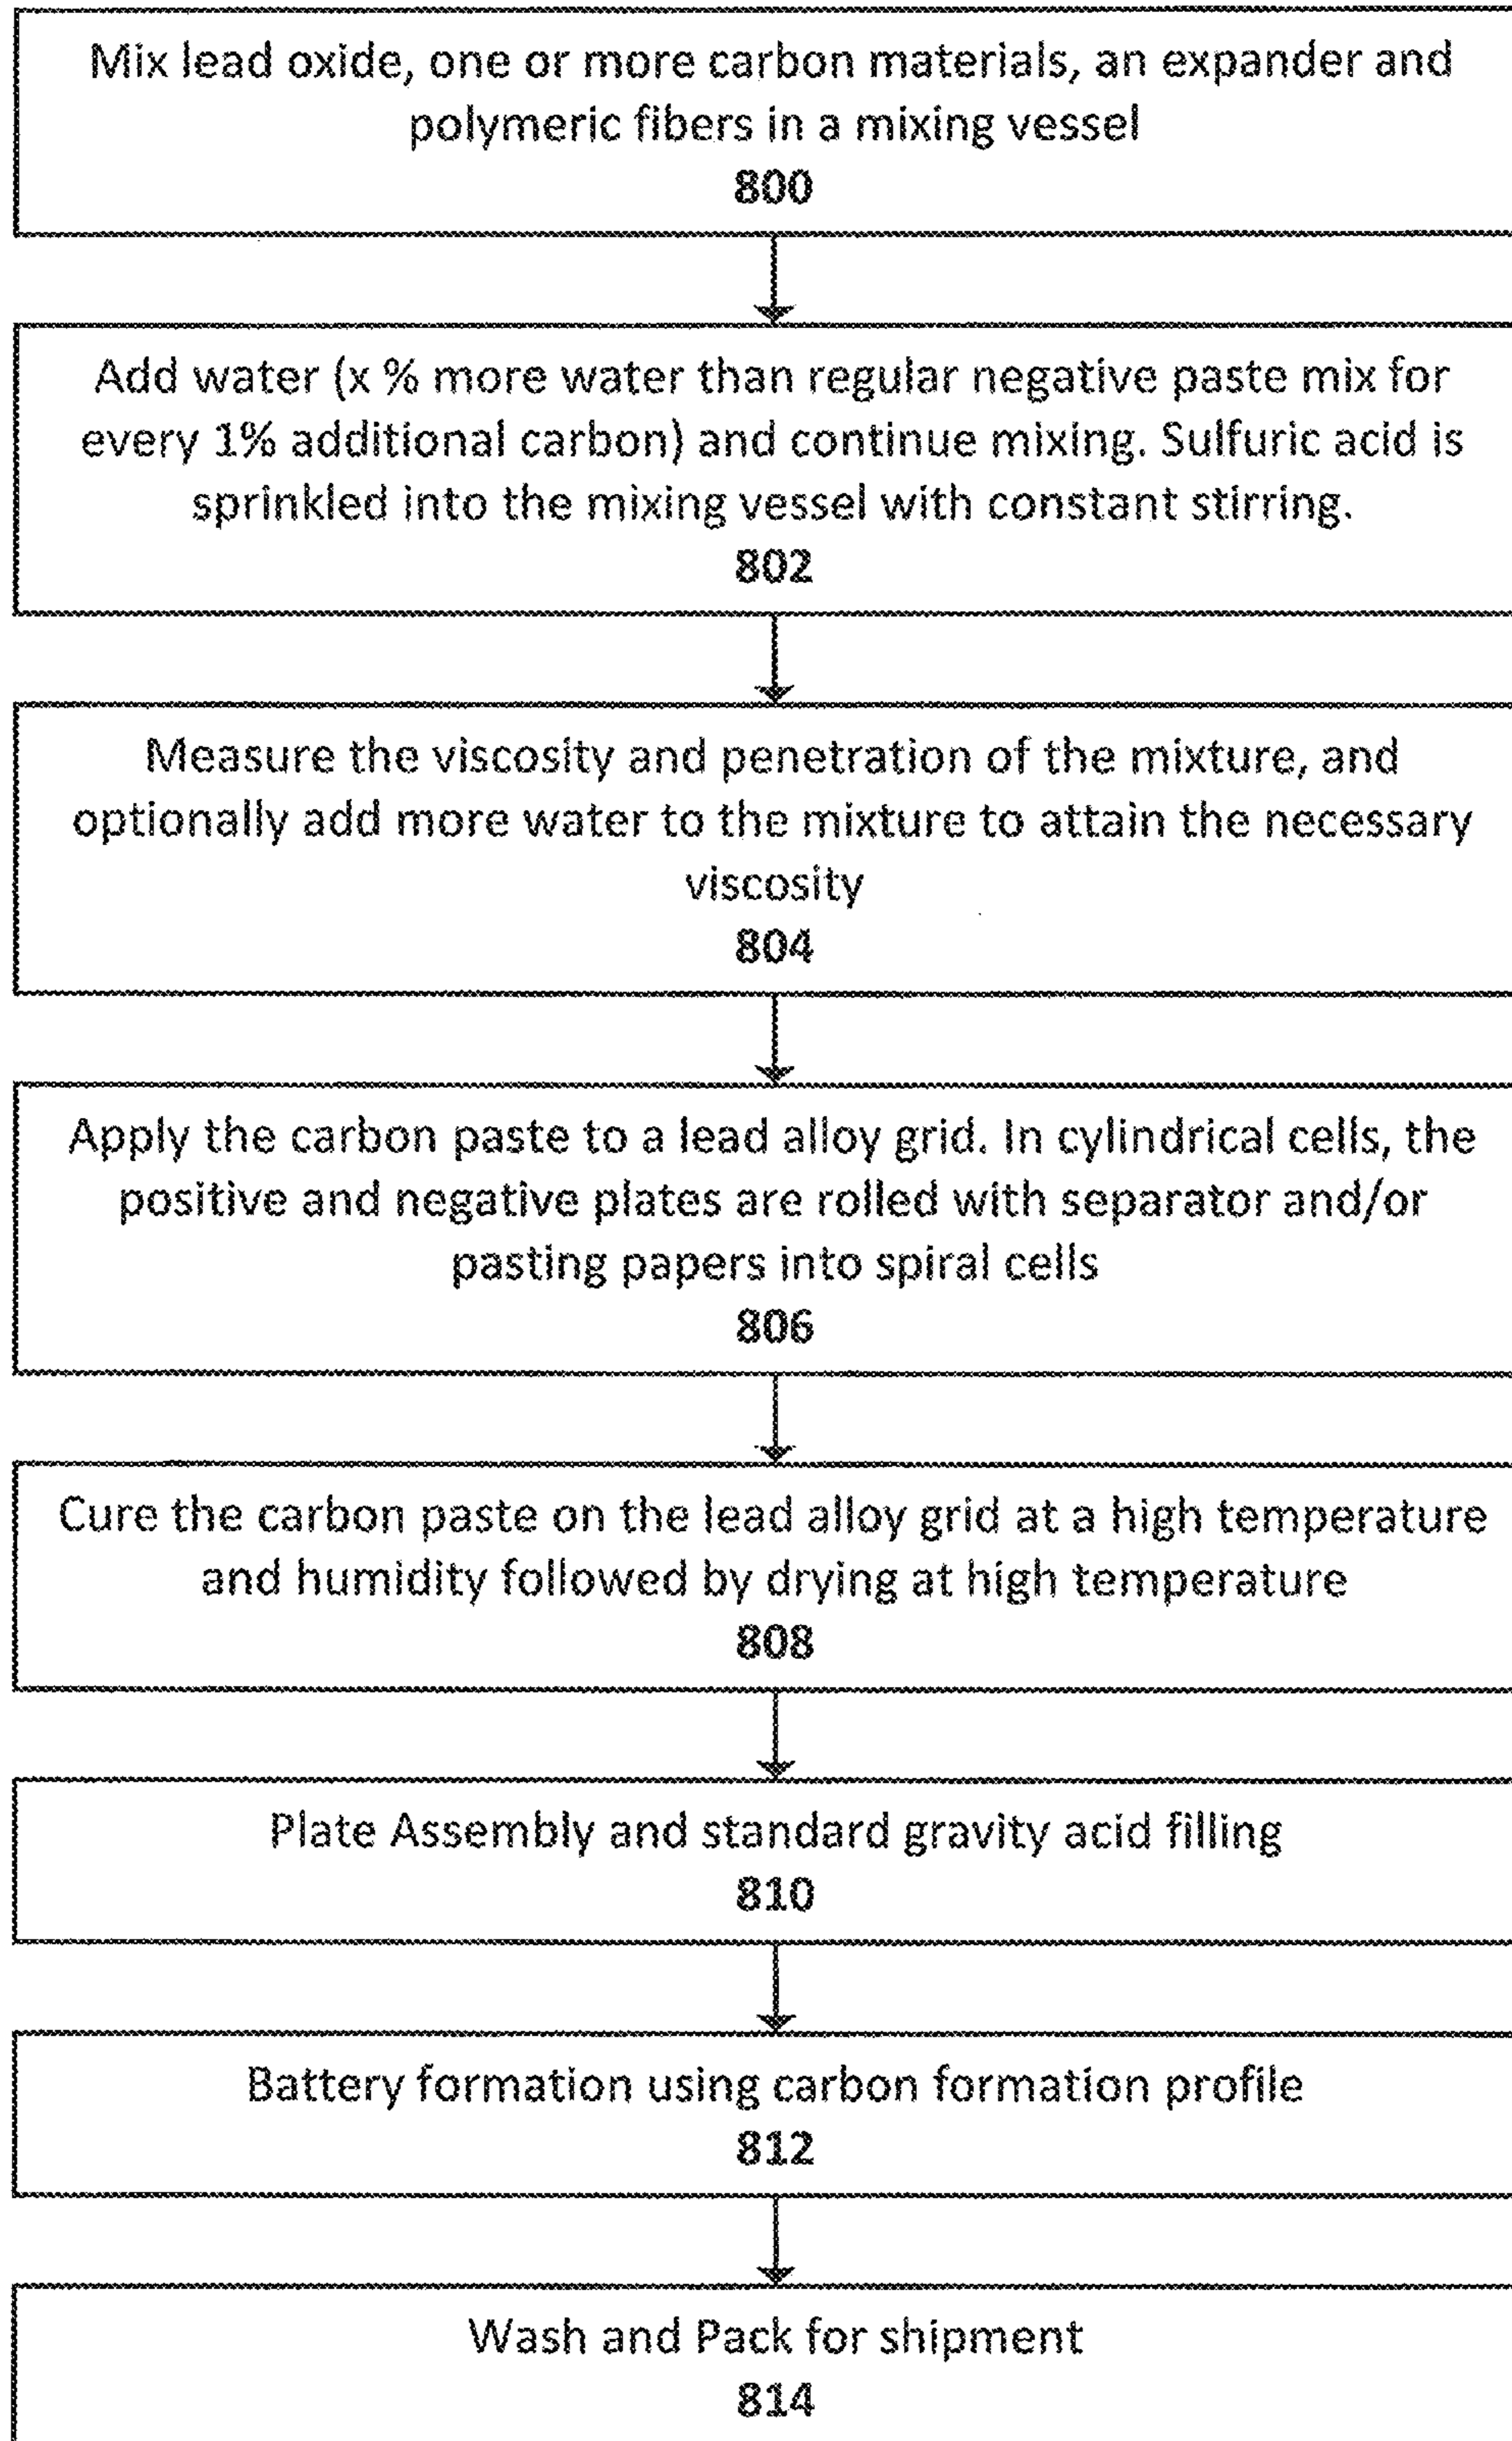 Mix lead oxide, one or more carbon materials, an expander and
polymeric fibers in a mixing vessel
800
Add water (x % more water than regular negative paste mix for
every 1% additional carbon) and continue mixing. Sulfuric acid is
sprinkled into the mixing vessel with constant stirring.
802
Measure the viscosity and penetration of the mixture, and
optionally add more water to the mixture to attain the necessary
viscosity
804
Apply the carbon paste to a lead alloy grid. In cylindrical cells, the
positive and negative plates are rolled with separator and/or
pasting papers into spiral cells
806
Cure the carbon paste on the lead alloy grid at a high temperature
and humidity followed by drying at high temperature
808
Plate Assembly and standard gravity acid filling
810
Battery formation using carbon formation profile
812
Wash and Pack for shipment
814